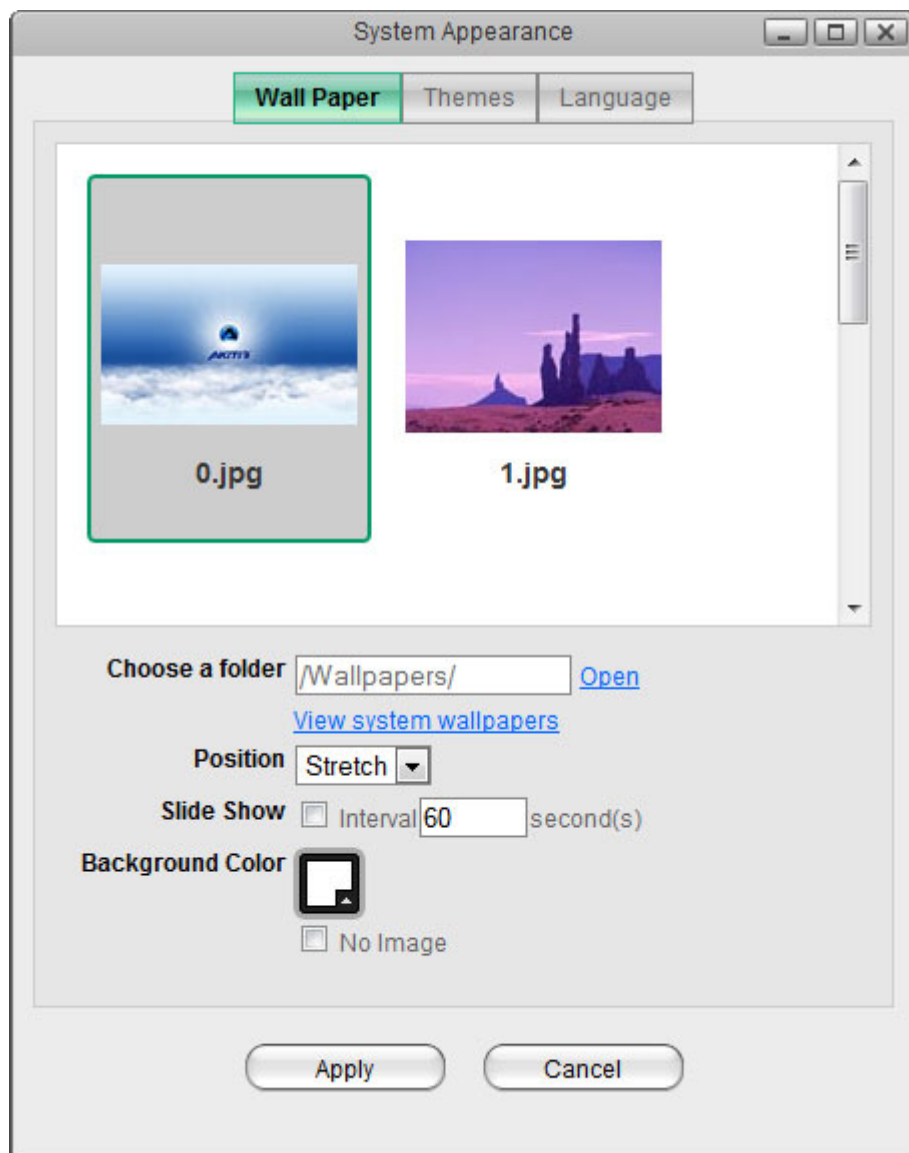 System Appearance
Wall Paper Themes Language
AKITIO
0.jpg 1.jpg
Choose a folder /Wallpapers/ Open
View system wallpapers
Position Stretch
Slide Show Interval 60 second(s)
Background Color
No Image
Apply Cancel